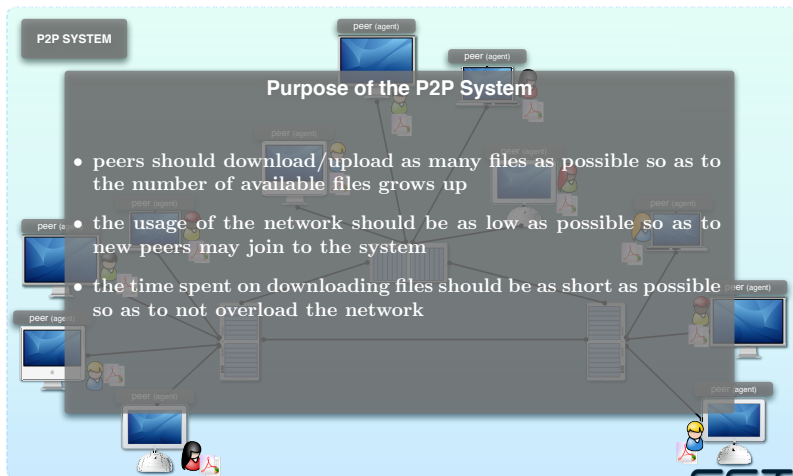 P2P SYSTEM
peer (agent)
peer (agent)
Purpose of the P2P System
peer (agent)
• peers should download/upload as many files as possible so as to
the number of available files grows up
peer (agent)
• the usage of the network should be as low as possible so as to
new peers may join to the system
• the time spent on downloading files should be as short as possible
so as to not overload the network
peer (agent)
peer (agent)
peer (agent)
peer (agent)